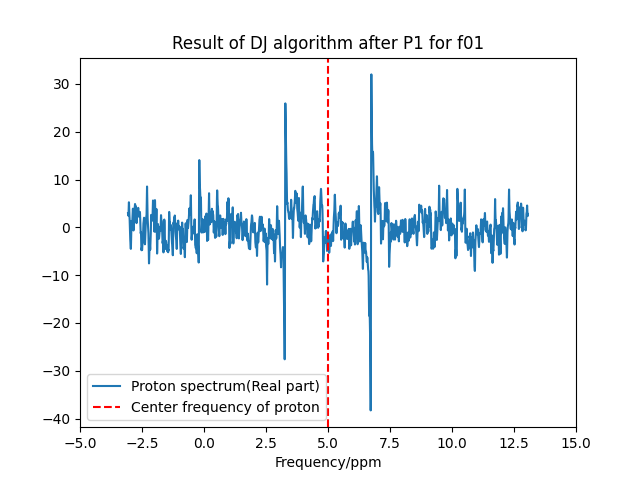 Result of DJ algorithm after P1 for f01
30
20
10
0
−10
−20
−30
−40
Proton spectrum(Real part)
Center frequency of proton
−5.0 −2.5 0.0 2.5 5.0 7.5 10.0 12.5 15.0
Frequency/ppm